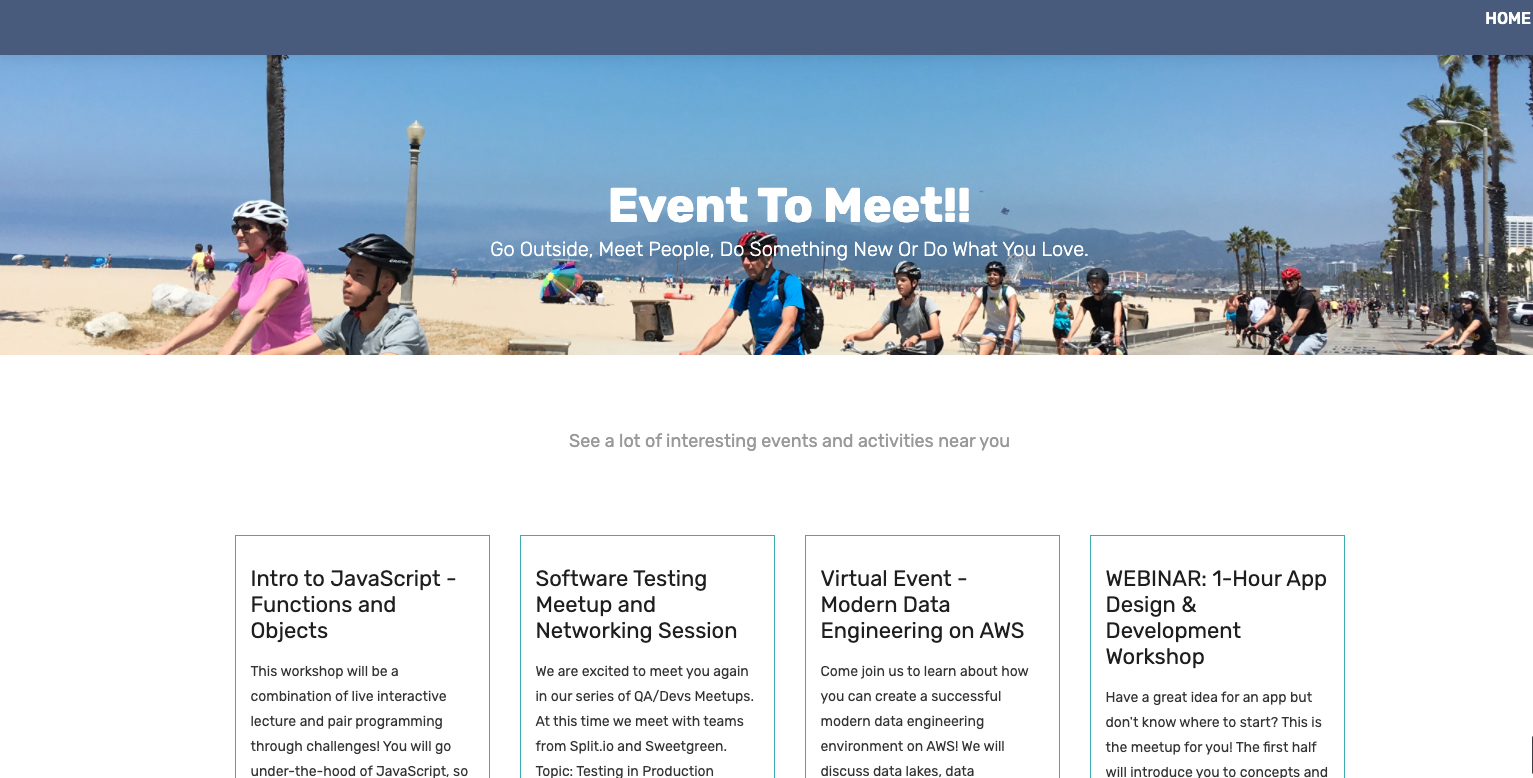 HOME
Event To Meet!!
Go Outside, Meet People, Do Something New Or Do What You Love.
See a lot of interesting events and activities near you
Intro to JavaScript -
Functions and
Objects
This workshop will be a
combination of live interactive
lecture and pair programming
through challenges! You will go
under-the-hood of JavaScript, so
Software Testing
Meetup and
Networking Session
We are excited to meet you again
in our series of QA/Devs Meetups.
At this time we meet with teams
from Split.io and Sweetgreen.
Topic: Testing in Production
Virtual Event -
Modern Data
Engineering on AWS
Come join us to learn about how
you can create a successful
modern data engineering
environment on AWS! We will
discuss data lakes, data
WEBINAR: 1-Hour App
Design &
Development
Workshop
Have a great idea for an app but
don't know where to start? This is
the meetup for you! The first half
will introduce you to concepts and